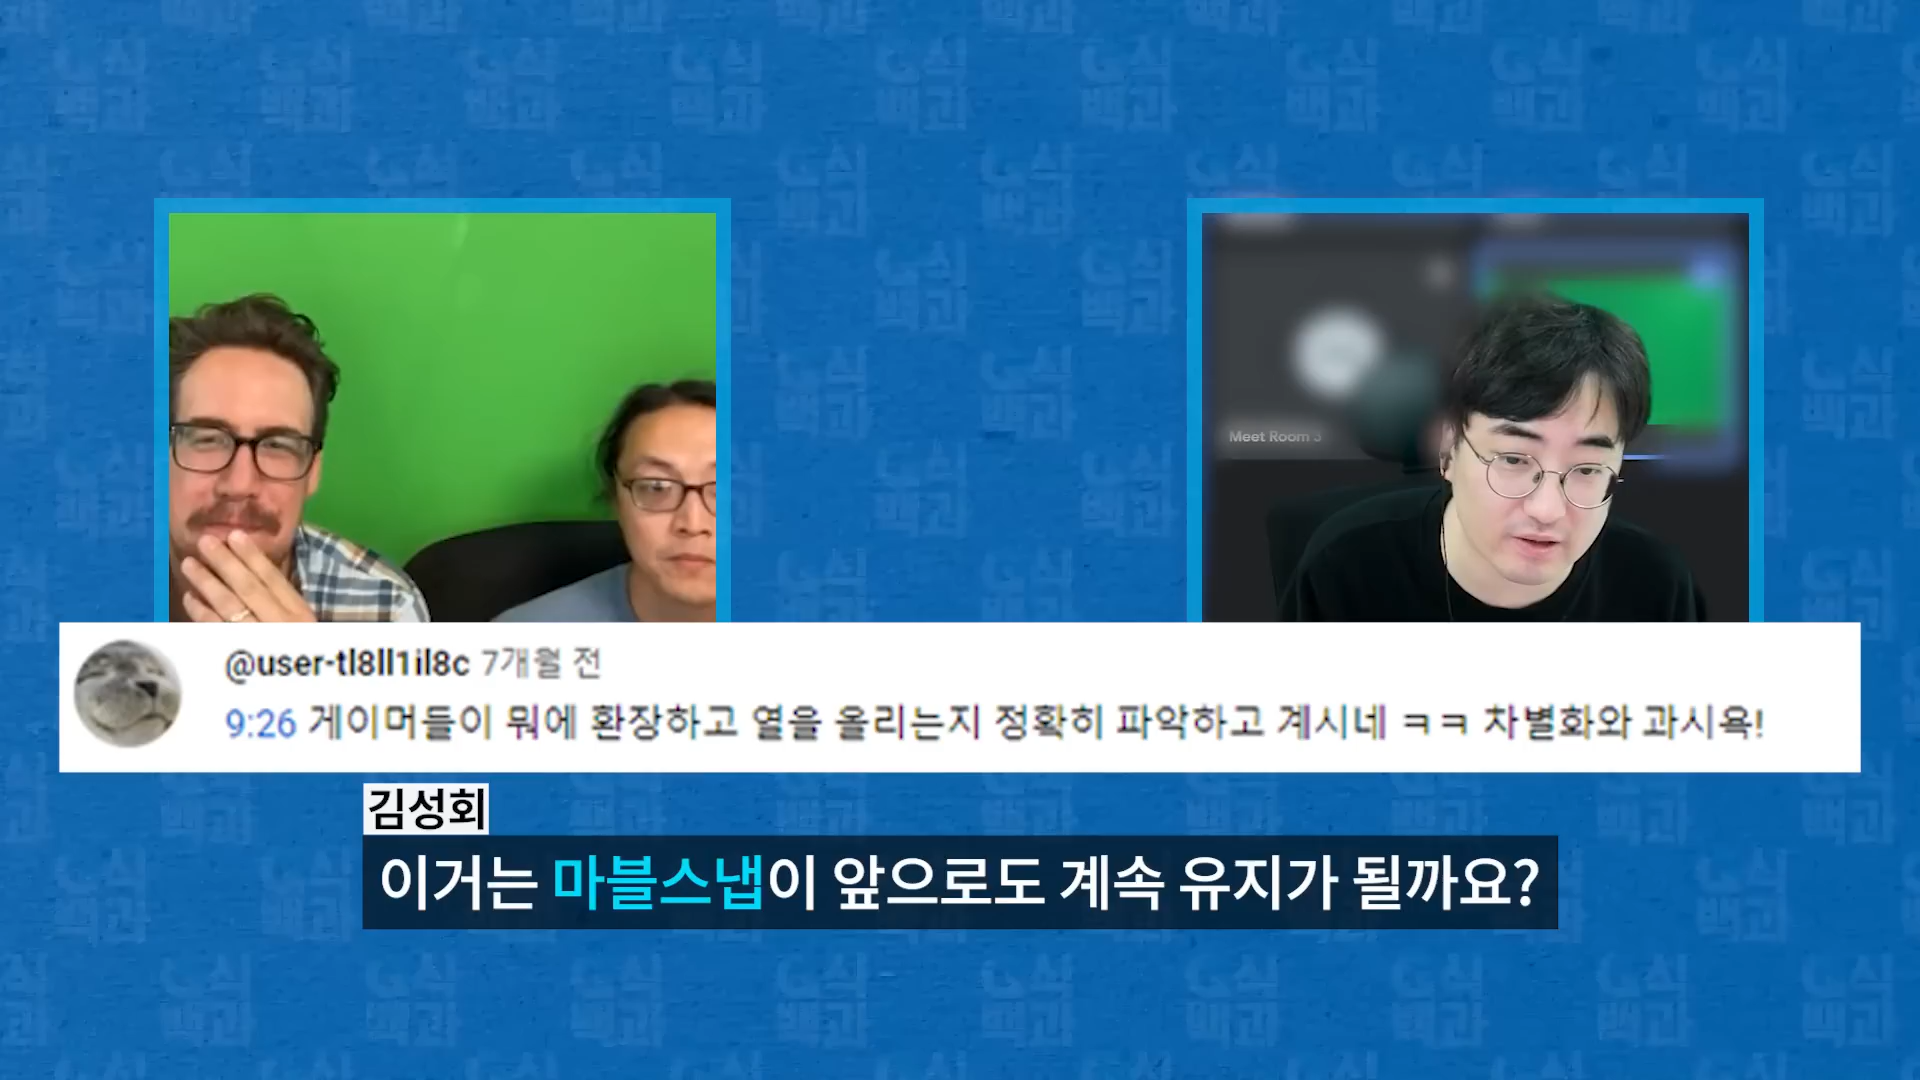 Meet Room 3
@user-tl8ll1il8c 7개월 전
9:26 게이머들이 뭐에 환장하고 열을 올리는지 정확히 파악하고 계시네 ㅋㅋ 차별화와 과시욕!
김성회
이거는 마블스냅이 앞으로도 계속 유지가 될까요?